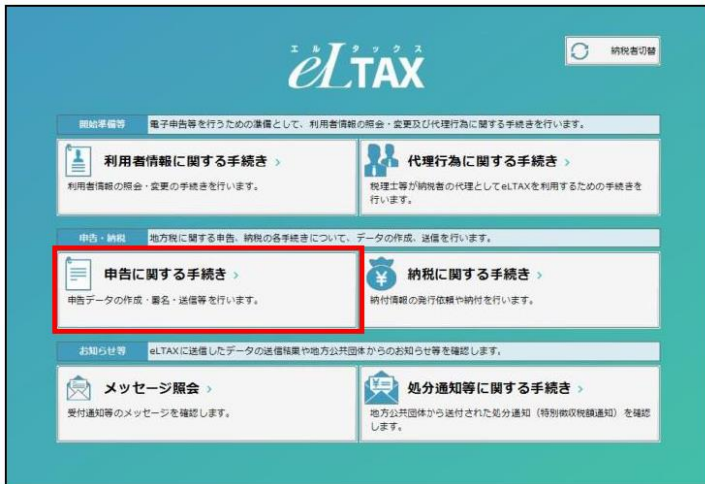 エルタックス
eLTAX
納税者切替
開始準備等 電子申告等を行うための準備として、利用者情報の照会・変更及び代理行為に関する手続きを行います。
利用者情報に関する手続き
利用者情報の照会・変更の手続きを行います。
代理行為に関する手続き
税理士等が納税者の代理としてeLTAXを利用するための手続きを
行います。
申告・納税 地方税に関する申告、納税の各手続きについて、データの作成、送信を行います。
申告に関する手続き
申告データの作成・署名・送信等を行います。
納税に関する手続き
納付情報の発行依頼や納付を行います。
お知らせ等 eLTAXに送信したデータの送信結果や地方公共団体からのお知らせ等を確認します。
メッセージ照会
受付通知等のメッセージを確認します。
処分通知等に関する手続き
地方公共団体から送付された処分通知（特別徴収税額通知）を確認
します。